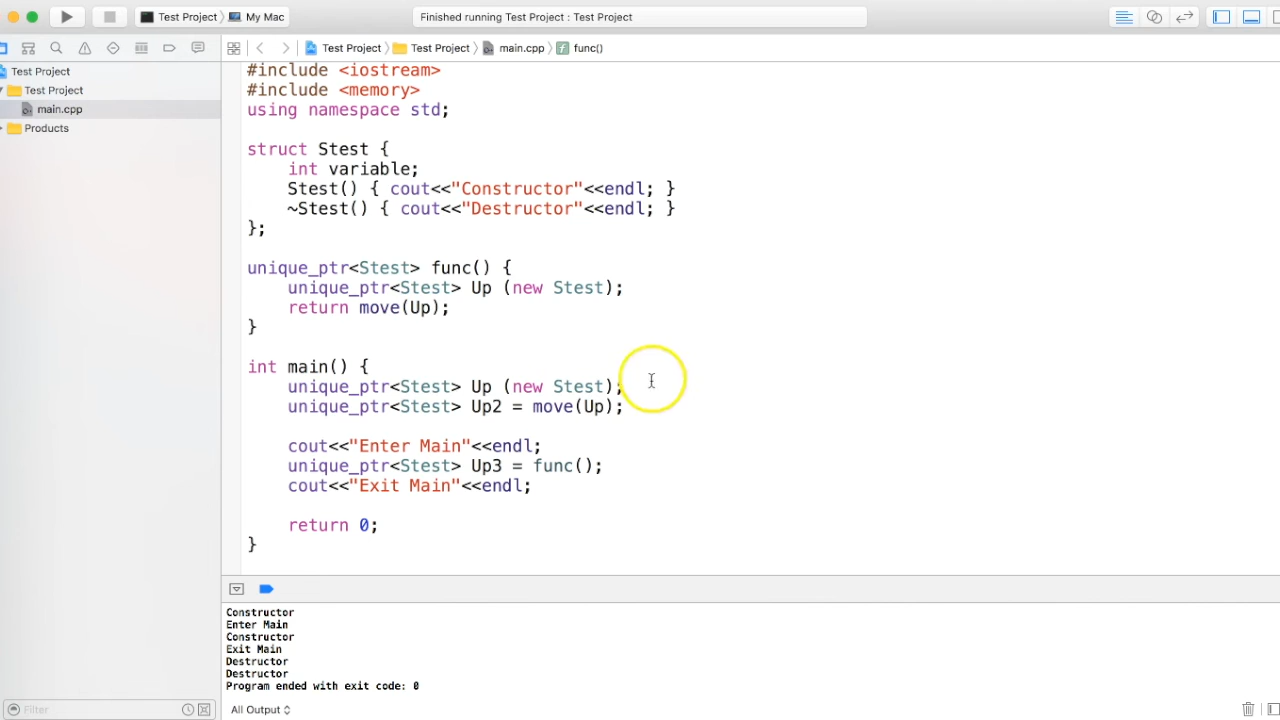 Test Project
My Mac
Finished running Test Project : Test Project
Test Project
Test Project
main.cpp
func()
Test Project
Test Project
main.cpp
Products
#include <iostream>
#include <memory>
using namespace std;
struct Stest {
int variable;
Stest() { cout<<"Constructor"<<endl; }
~Stest() { cout<<"Destructor"<<endl; }
};
unique_ptr<Stest> func() {
unique_ptr<Stest> Up (new Stest);
return move(Up);
}
int main() {
unique_ptr<Stest> Up (new Stest);
unique_ptr<Stest> Up2 = move(Up);
cout<<"Enter Main"<<endl;
unique_ptr<Stest> Up3 = func();
cout<<"Exit Main"<<endl;
return 0;
}
Constructor
Enter Main
Constructor
Exit Main
Destructor
Destructor
Program ended with exit code: 0
Filter
All Output